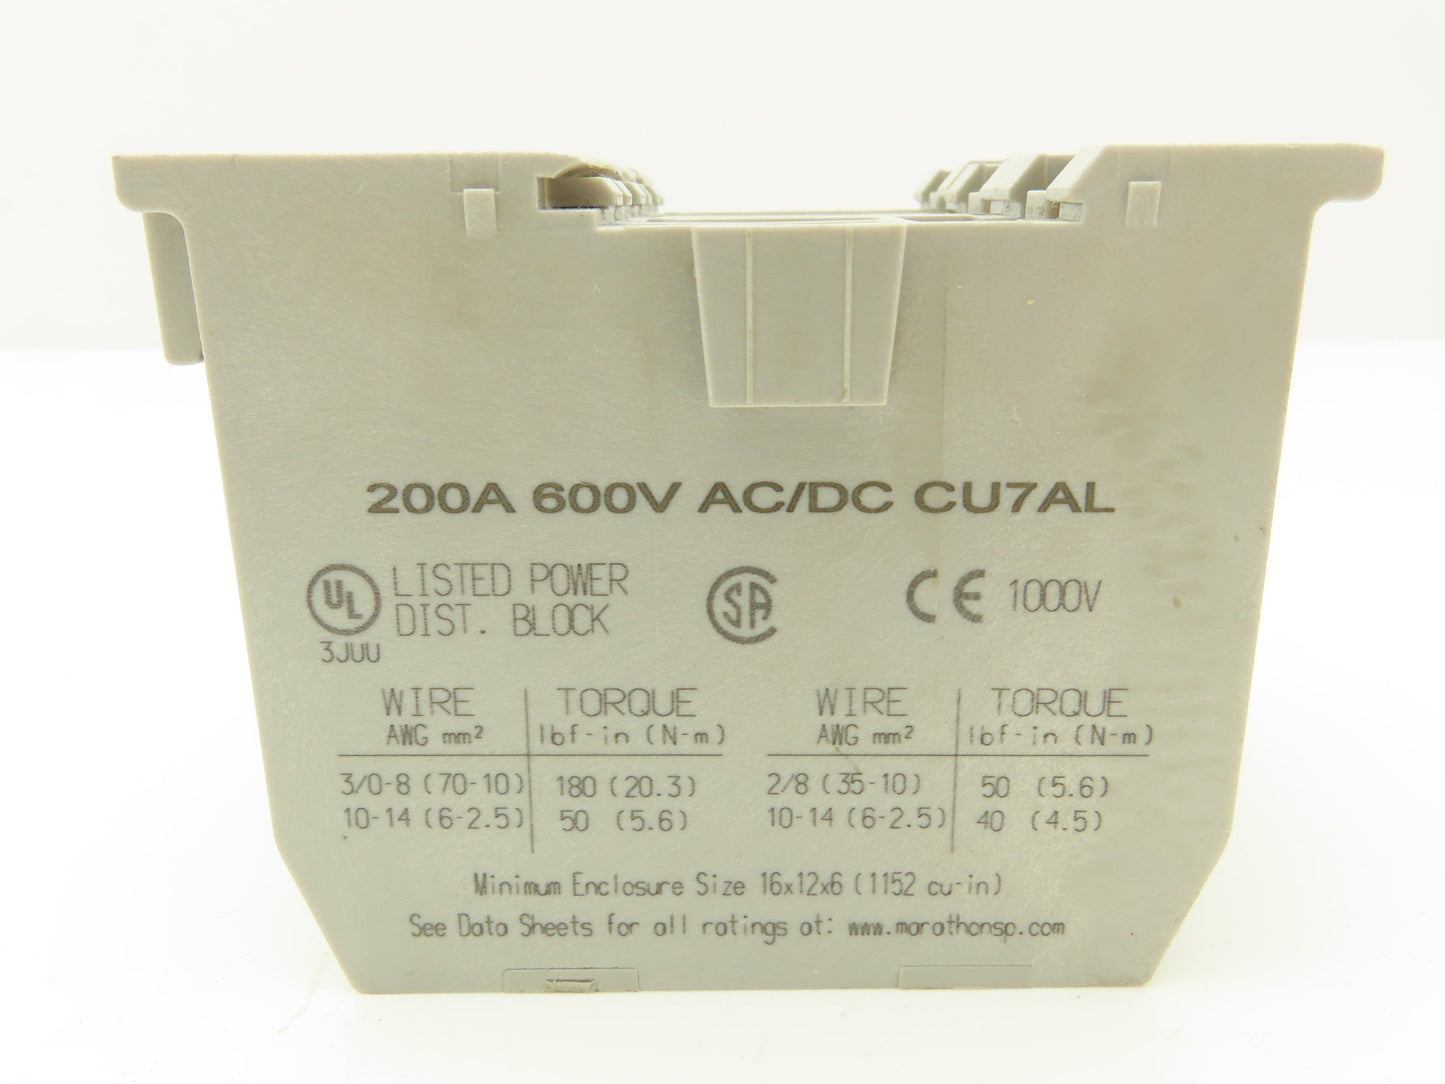 200A 600V AC/DC CU7AL
UL LISTED POWER
DIST. BLOCK
3JUU
SA
CE 1000V
WIRE TORQUE
AWG mm² lbf-in (N-m)
3/0-8 (70-10) 180 (20.3)
10-14 (6-2.5) 50 (5.6)
WIRE TORQUE
AWG mm² lbf-in (N-m)
2/8 (35-10) 50 (5.6)
10-14 (6-2.5) 40 (4.5)
Minimum Enclosure Size 16x12x6 (1152 cu-in)
See Data Sheets for all ratings at: www.marathonsp.com